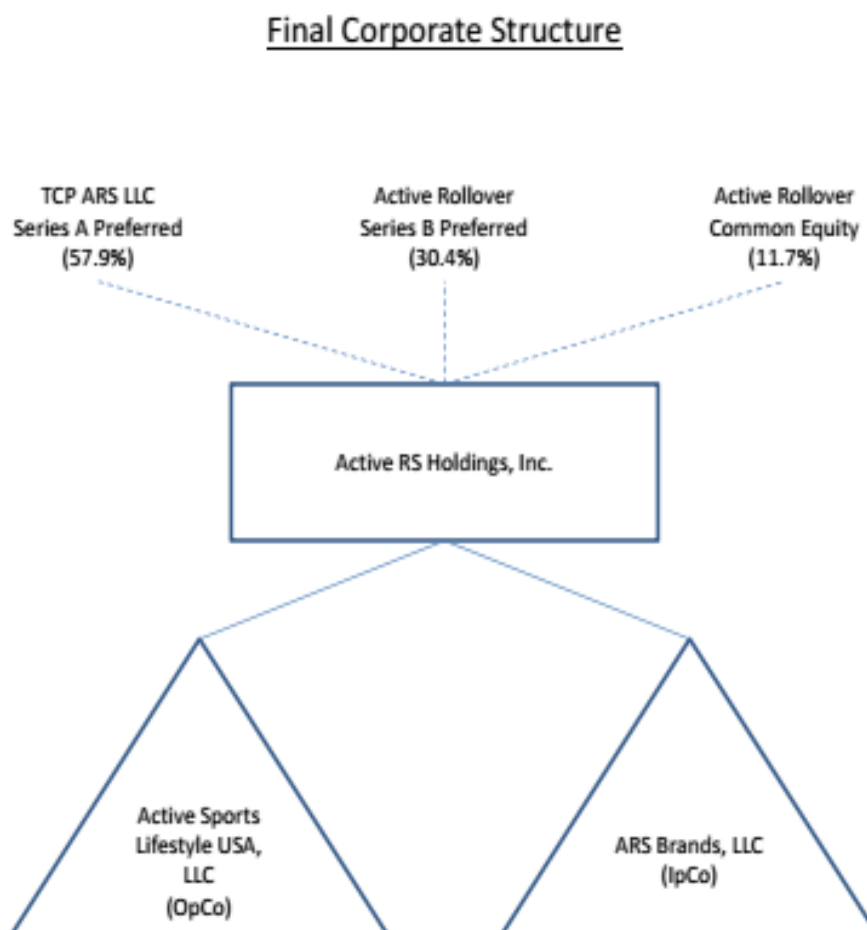 Final Corporate Structure
TCP ARS LLC
Series A Preferred
(57.9%)
Active Rollover
Series B Preferred
(30.4%)
Active Rollover
Common Equity
(11.7%)
Active RS Holdings, Inc.
Active Sports
Lifestyle USA,
LLC
(OpCo)
ARS Brands, LLC
(IpCo)